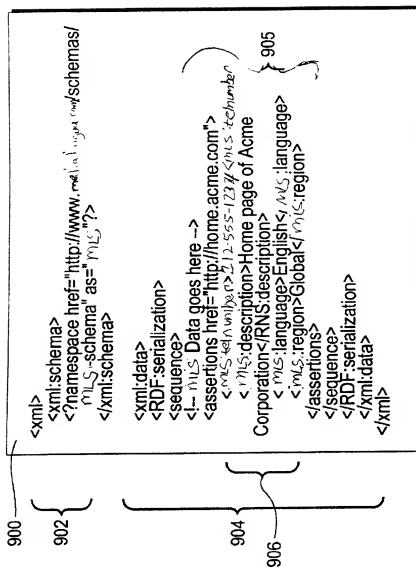 900
902
904
906
905
<xml>
<xml:schema>
<?namespace href="http://www. /schemas/
MLS-schema" as="MLS"?>
</xml:schema>
<xml:data>
<RDF:serialization>
<sequence>
<!-- MLS Data goes here -->
<assertions href="http://home.acme.com">
<MLS telnumber>212-555-1234<MLS:telnumber
<MLS:description>Home page of Acme
Corporation</RNS:description>
<MLS:language>English</MLS:language>
<MLS:region>Global</MLS:region>
</assertions>
</sequence>
</RDF:serialization>
</xml:data>
</xml>